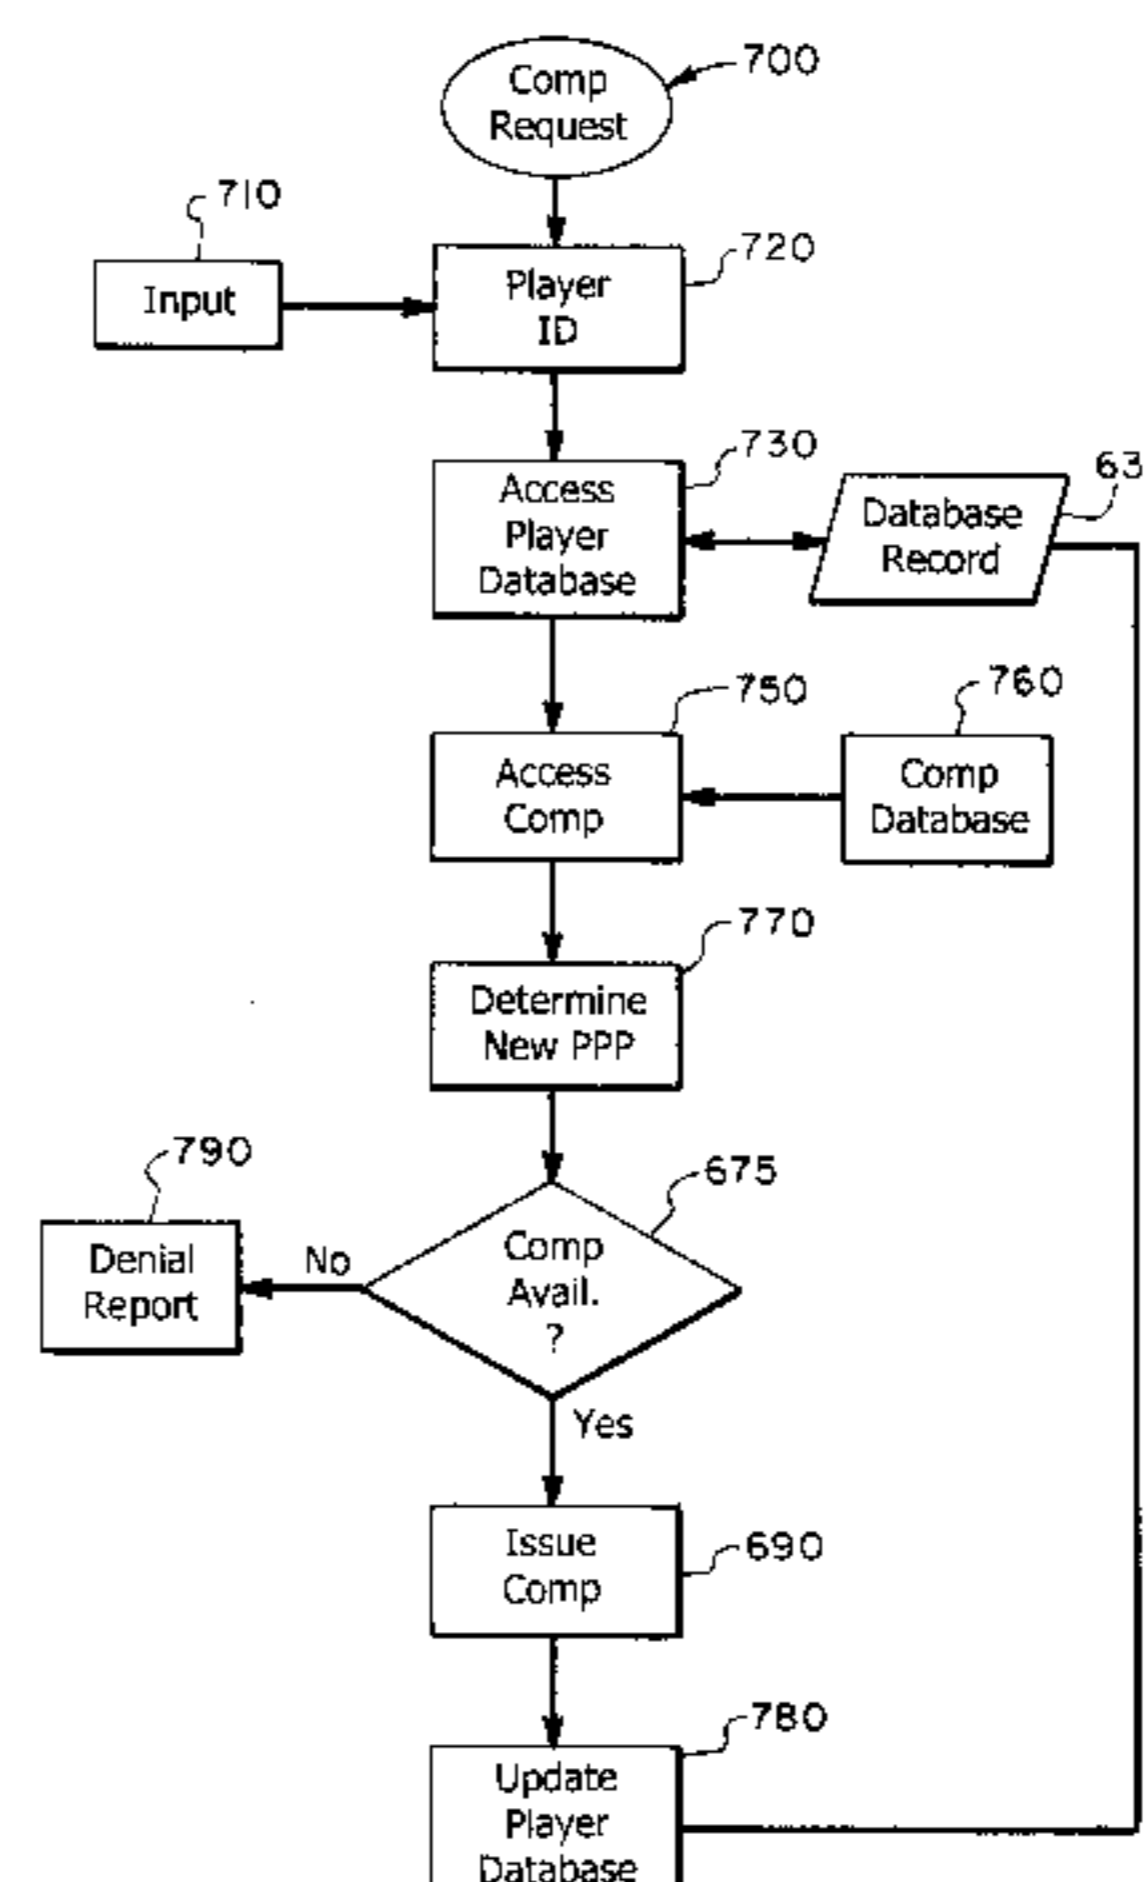 Comp
Request
700
710
Input
Player
ID
720
Access
Player
Database
730
Database
Record
63
Access
Comp
750
Comp
Database
760
Determine
New PPP
770
Comp
Avail.
?
675
No
790
Denial
Report
Yes
Issue
Comp
690
Update
Player
Database
780